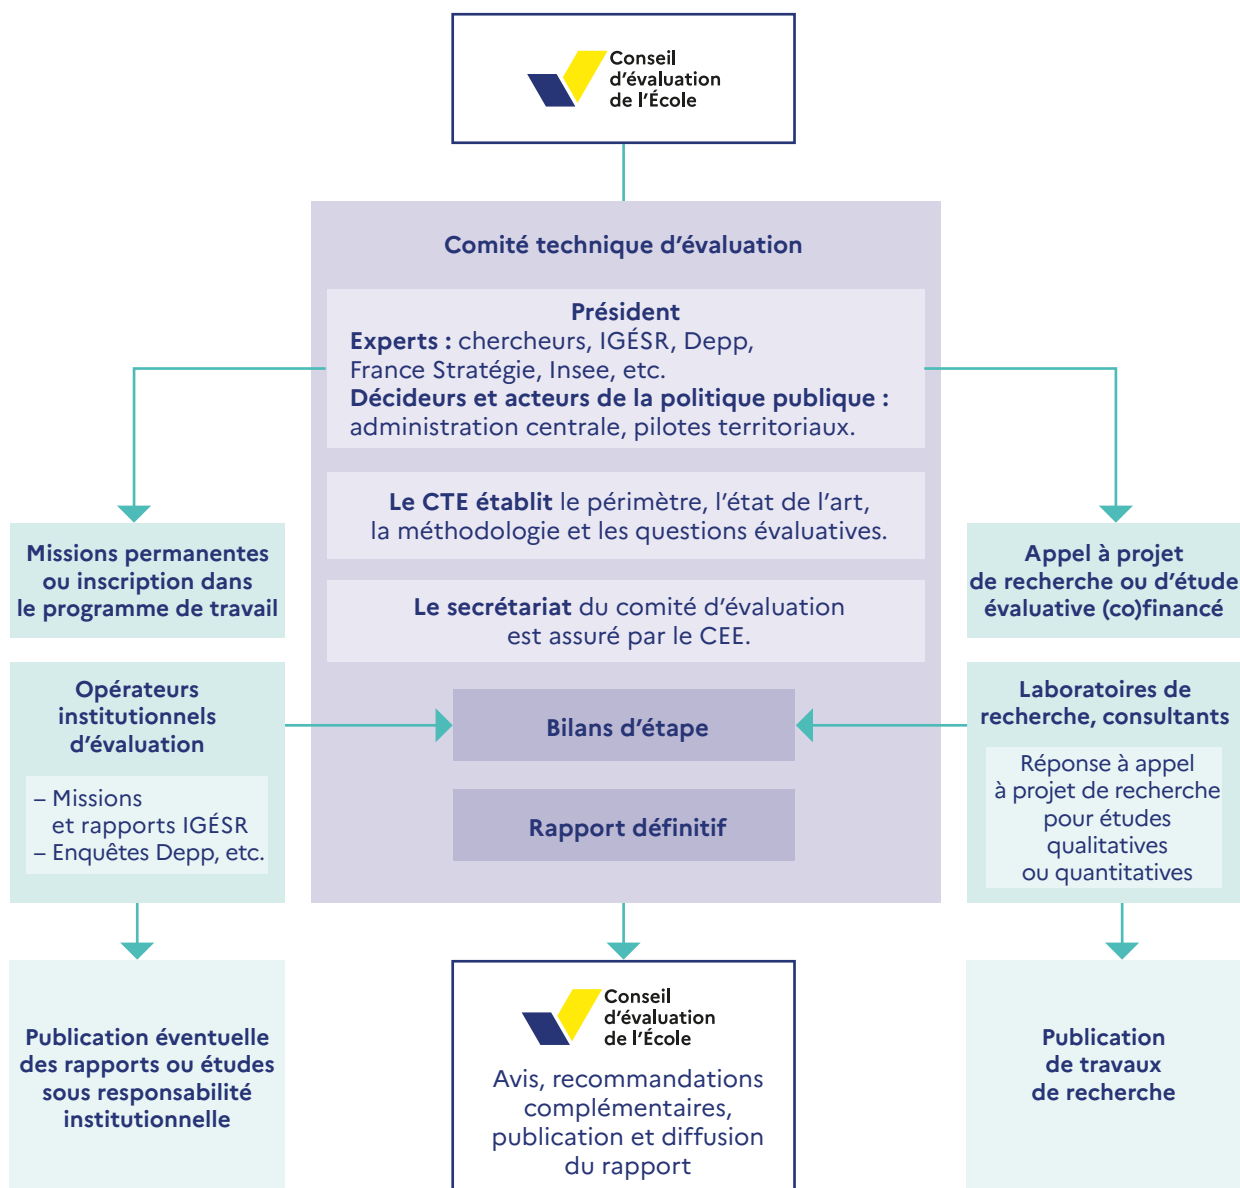 Conseil
d'évaluation
de l'École
Comité technique d'évaluation
Président
Experts : chercheurs, IGÉSR, Depp,
France Stratégie, Insee, etc.
Décideurs et acteurs de la politique publique :
administration centrale, pilotes territoriaux.
Le CTE établit le périmètre, l'état de l'art,
la méthodologie et les questions évaluatives.
Le secrétariat du comité d'évaluation
est assuré par le CEE.
Bilans d'étape
Rapport définitif
Missions permanentes
ou inscription dans
le programme de travail
Opérateurs
institutionnels
d'évaluation
– Missions
et rapports IGÉSR
– Enquêtes Depp, etc.
Publication éventuelle
des rapports ou études
sous responsabilité
institutionnelle
Appel à projet
de recherche ou d'étude
évaluative (co)financé
Laboratoires de
recherche, consultants
Réponse à appel
à projet de recherche
pour études
qualitatives
ou quantitatives
Publication
de travaux
de recherche
Conseil
d'évaluation
de l'École
Avis, recommandations
complémentaires,
publication et diffusion
du rapport